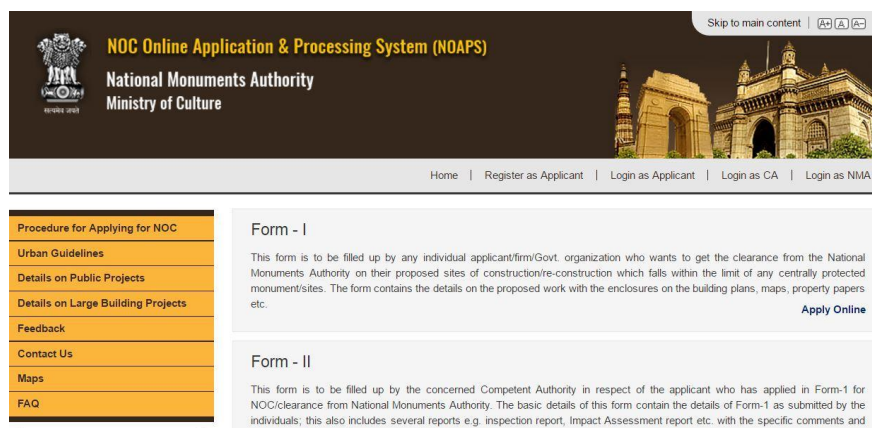 Skip to main content | A+ A A-
NOC Online Application & Processing System (NOAPS)
National Monuments Authority
Ministry of Culture
सत्यमेव जयते
Home | Register as Applicant | Login as Applicant | Login as CA | Login as NMA
Procedure for Applying for NOC
Urban Guidelines
Details on Public Projects
Details on Large Building Projects
Feedback
Contact Us
Maps
FAQ
Form - I
This form is to be filled up by any individual applicant/firm/Govt. organization who wants to get the clearance from the National
Monuments Authority on their proposed sites of construction/re-construction which falls within the limit of any centrally protected
monument/sites. The form contains the details on the proposed work with the enclosures on the building plans, maps, property papers
etc.
Apply Online
Form - II
This form is to be filled up by the concerned Competent Authority in respect of the applicant who has applied in Form-1 for
NOC/clearance from National Monuments Authority. The basic details of this form contain the details of Form-1 as submitted by the
individuals; this also includes several reports e.g. inspection report, Impact Assessment report etc. with the specific comments and